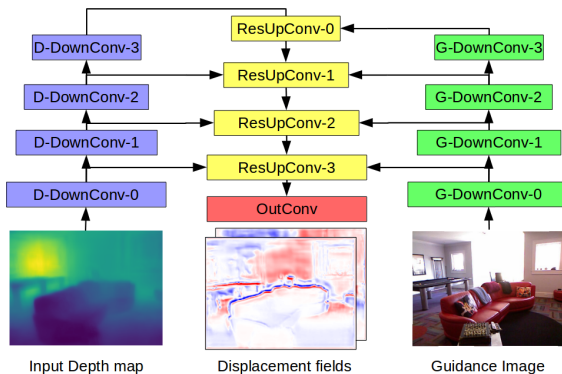 ResUpConv-0
D-DownConv-3
G-DownConv-3
ResUpConv-1
D-DownConv-2
G-DownConv-2
ResUpConv-2
D-DownConv-1
G-DownConv-1
ResUpConv-3
D-DownConv-0
G-DownConv-0
OutConv
Input Depth map
Displacement fields
Guidance Image